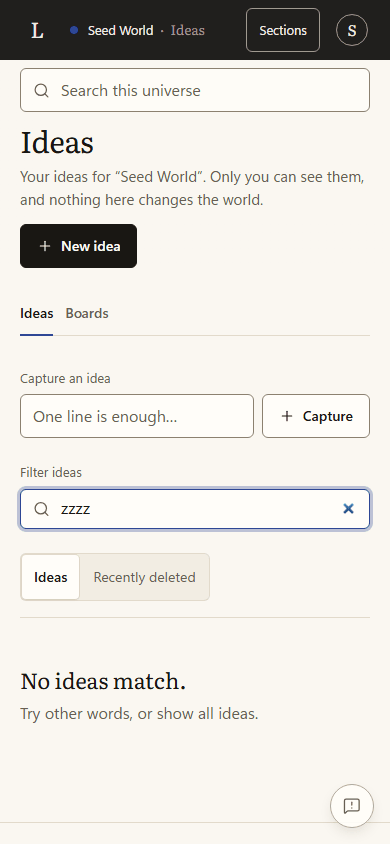 L Seed World · Ideas Sections S
Search this universe
Ideas
Your ideas for “Seed World”. Only you can see them,
and nothing here changes the world.
New idea
Ideas Boards
Capture an idea
One line is enough... Capture
Filter ideas
zzzz
Ideas Recently deleted
No ideas match.
Try other words, or show all ideas.